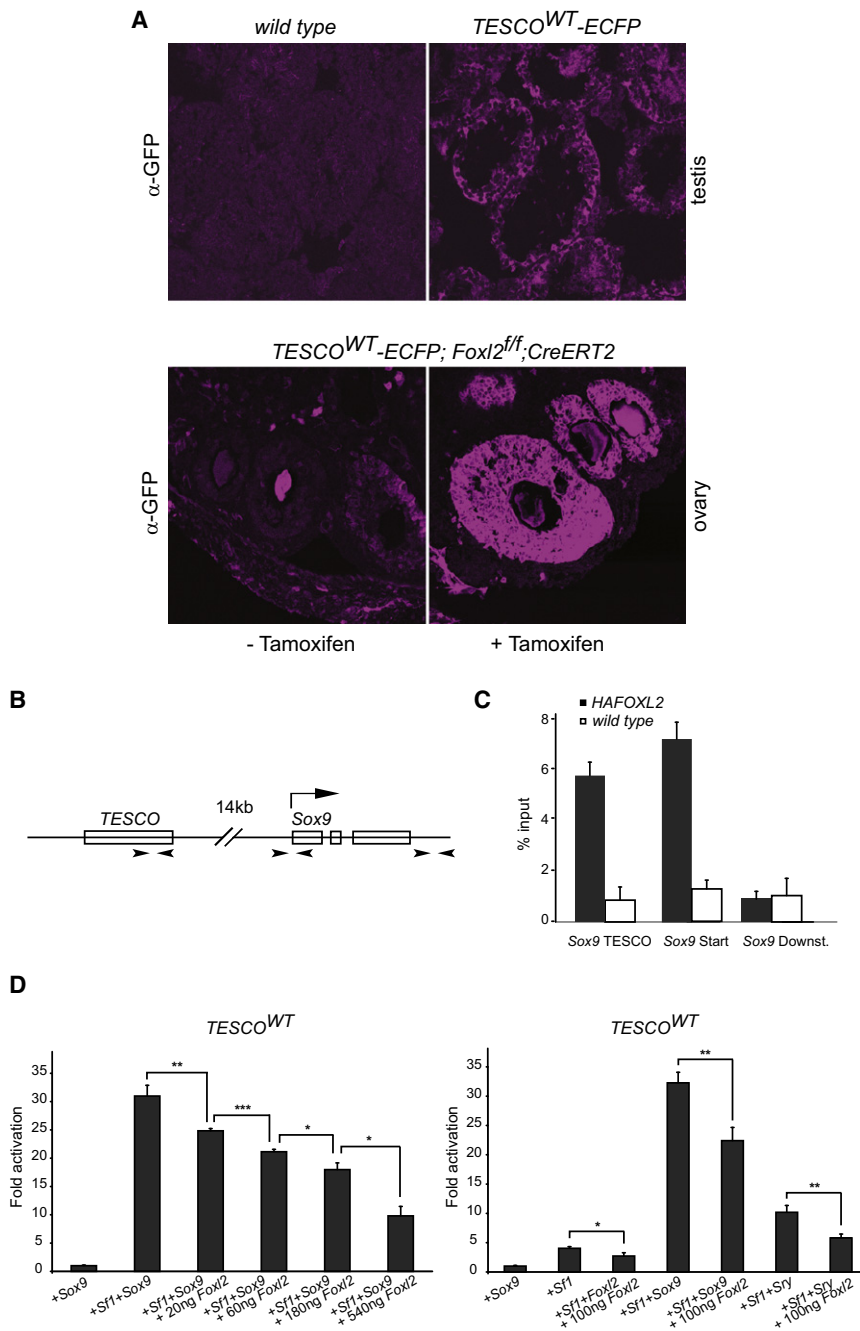 A
wild type
TESCOWT-ECFP
α-GFP
testis
TESCOWT-ECFP; Foxl2f/f;CreERT2
α-GFP
ovary
- Tamoxifen
+ Tamoxifen
B
TESCO
14kb
Sox9
C
HAFOXL2
wild type
8
6
4
2
0
% input
Sox9 TESCO
Sox9 Start
Sox9 Downst.
D
TESCOWT
35
30
25
20
15
10
5
0
Fold activation
**
***
*
*
+Sox9
+Sf1+Sox9
+Sf1+Sox9
+ 20ng Foxl2
+Sf1+Sox9
+ 60ng Foxl2
+Sf1+Sox9
+ 180ng Foxl2
+Sf1+Sox9
+ 540ng Foxl2
TESCOWT
35
30
25
20
15
10
5
0
Fold activation
*
**
**
+Sox9
+Sf1
+Sf1+Foxl2
+ 100ng Foxl2
+Sf1+Sox9
+Sf1+Sox9
+ 100ng Foxl2
+Sf1+Sry
+Sf1+Sry
+ 100ng Foxl2